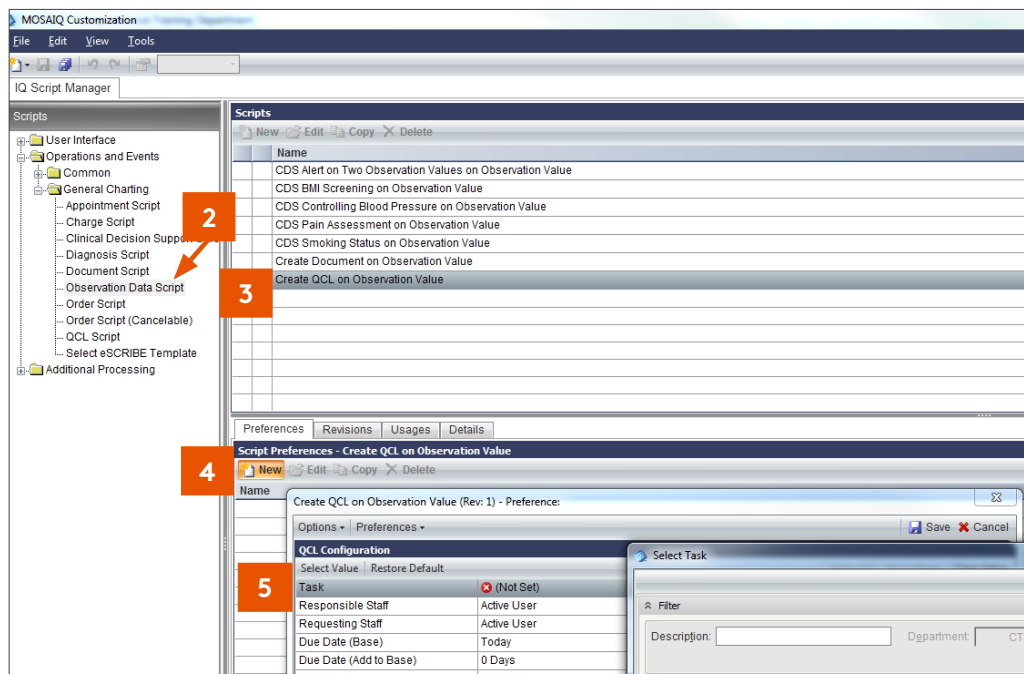 MOSAIQ Customization
File Edit View Tools
IQ Script Manager
Scripts
User Interface
Operations and Events
Common
General Charting
Appointment Script
Charge Script
Clinical Decision Support
Diagnosis Script
Document Script
Observation Data Script
Order Script
Order Script (Cancelable)
QCL Script
Select eSCRIBE Template
Additional Processing
2
3
Scripts
New Edit Copy Delete
Name
CDS Alert on Two Observation Values on Observation Value
CDS BMI Screening on Observation Value
CDS Controlling Blood Pressure on Observation Value
CDS Pain Assessment on Observation Value
CDS Smoking Status on Observation Value
Create Document on Observation Value
Create QCL on Observation Value
Preferences Revisions Usages Details
Script Preferences - Create QCL on Observation Value
4
New Edit Copy Delete
Name
Create QCL on Observation Value (Rev: 1) - Preference:
Options Preferences Save Cancel
QCL Configuration
Select Value Restore Default
5
Task (Not Set)
Responsible Staff Active User
Requesting Staff Active User
Due Date (Base) Today
Due Date (Add to Base) 0 Days
Select Task
Filter
Description: Department: CT